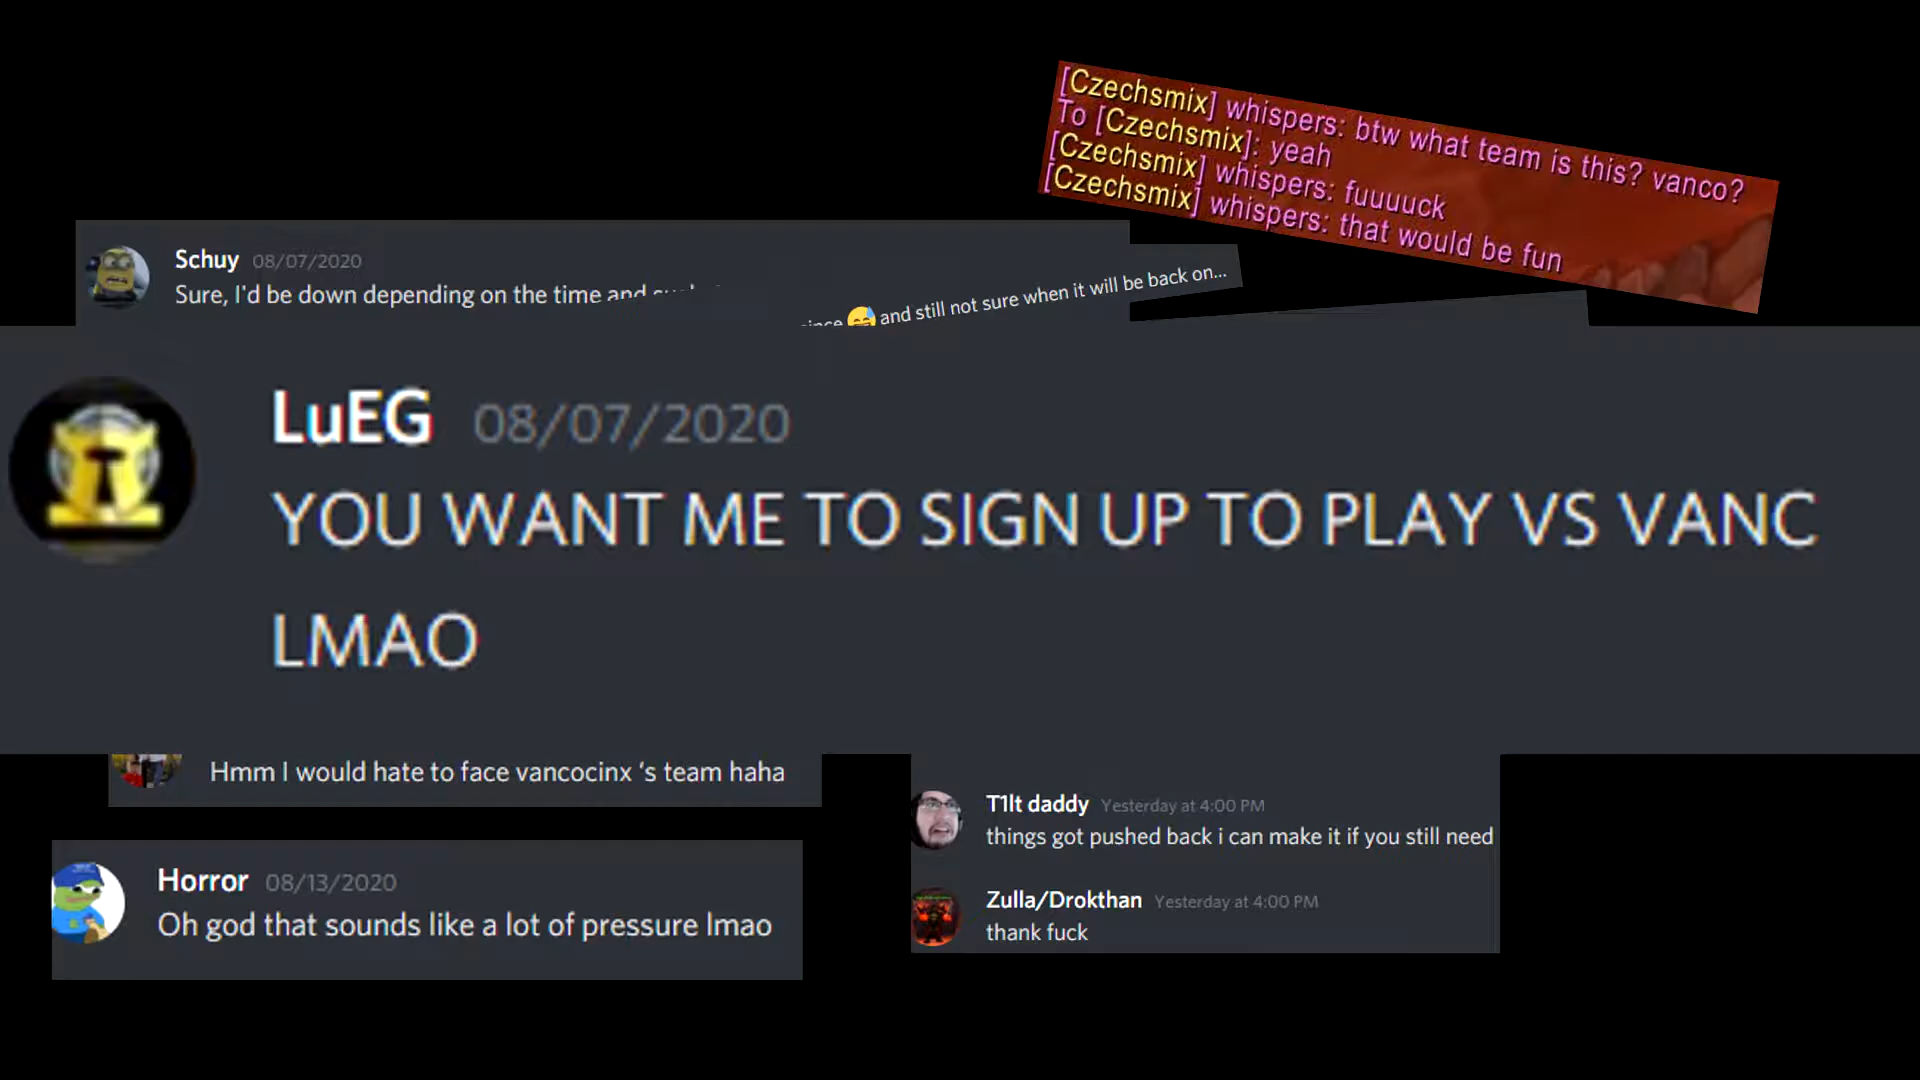 [Czechsmix] whispers: btw what team is this? vanco?
To [Czechsmix]: yeah
[Czechsmix] whispers: fuuuuck
[Czechsmix] whispers: that would be fun
Schuy 08/07/2020
Sure, I'd be down depending on the time and
😅 and still not sure when it will be back on...
LuEG 08/07/2020
YOU WANT ME TO SIGN UP TO PLAY VS VANC
LMAO
Hmm I would hate to face vancocinx 's team haha
T1lt daddy Yesterday at 4:00 PM
things got pushed back i can make it if you still need
Zulla/Drokthan Yesterday at 4:00 PM
thank fuck
Horror 08/13/2020
Oh god that sounds like a lot of pressure lmao